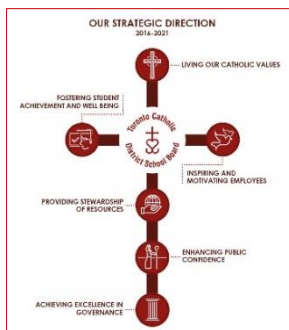 OUR STRATEGIC DIRECTION
2016-2021
LIVING OUR CATHOLIC VALUES
FOSTERING STUDENT
ACHIEVEMENT AND WELL BEING
Toronto Catholic
District School Board
INSPIRING AND
MOTIVATING EMPLOYEES
PROVIDING STEWARDSHIP
OF RESOURCES
ENHANCING PUBLIC
CONFIDENCE
ACHIEVING EXCELLENCE IN
GOVERNANCE